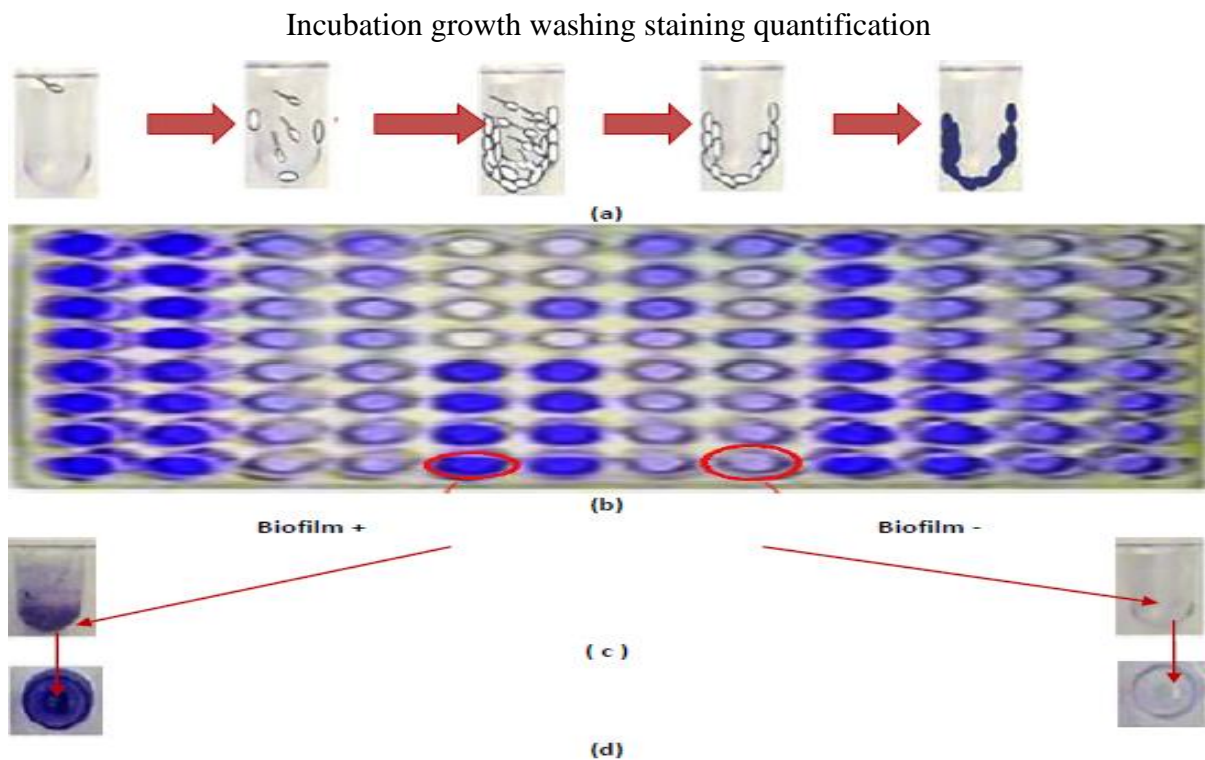 Incubation growth washing staining quantification
(a)
(b)
Biofilm + Biofilm -
( c )
(d)